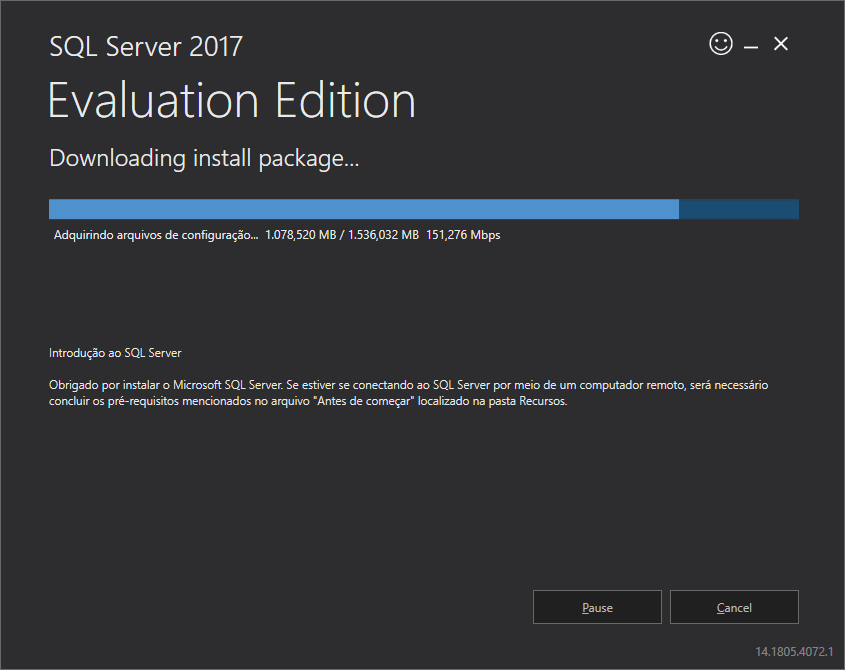 SQL Server 2017
Evaluation Edition
Downloading install package...
Adquirindo arquivos de configuração... 1.078,520 MB / 1.536,032 MB 151,276 Mbps
Introdução ao SQL Server
Obrigado por instalar o Microsoft SQL Server. Se estiver se conectando ao SQL Server por meio de um computador remoto, será necessário
concluir os pré-requisitos mencionados no arquivo "Antes de começar" localizado na pasta Recursos.
Pause Cancel
14.1805.4072.1